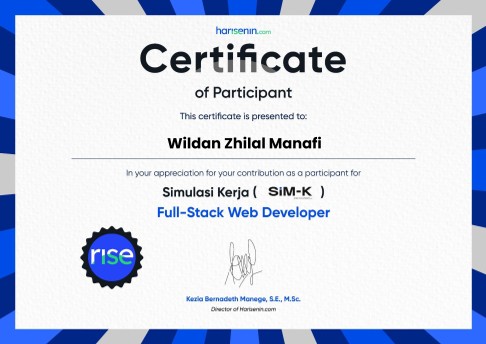 harisenin.com
Certificate
of Participant
This certificate is presented to:
Wildan Zhilal Manafi
In your appreciation for your contribution as a participant for
Simulasi Kerja ( SiM-K )
Full-Stack Web Developer
rise
Kezia Bernadeth Manege, S.E., M.Sc.
Director of Harisenin.com